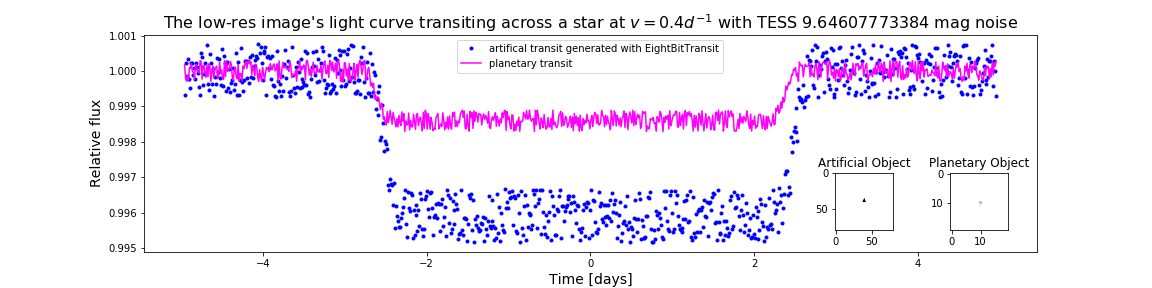 The low-res image's light curve transiting across a star at v = 0.4d⁻¹ with TESS 9.64607773384 mag noise
1.001
1.000
0.999
0.998
0.997
0.996
0.995
Relative flux
artifical transit generated with EightBitTransit
planetary transit
Artificial Object
0
50
0 50
Planetary Object
0
10
0 10
−4 −2 0 2 4
Time [days]